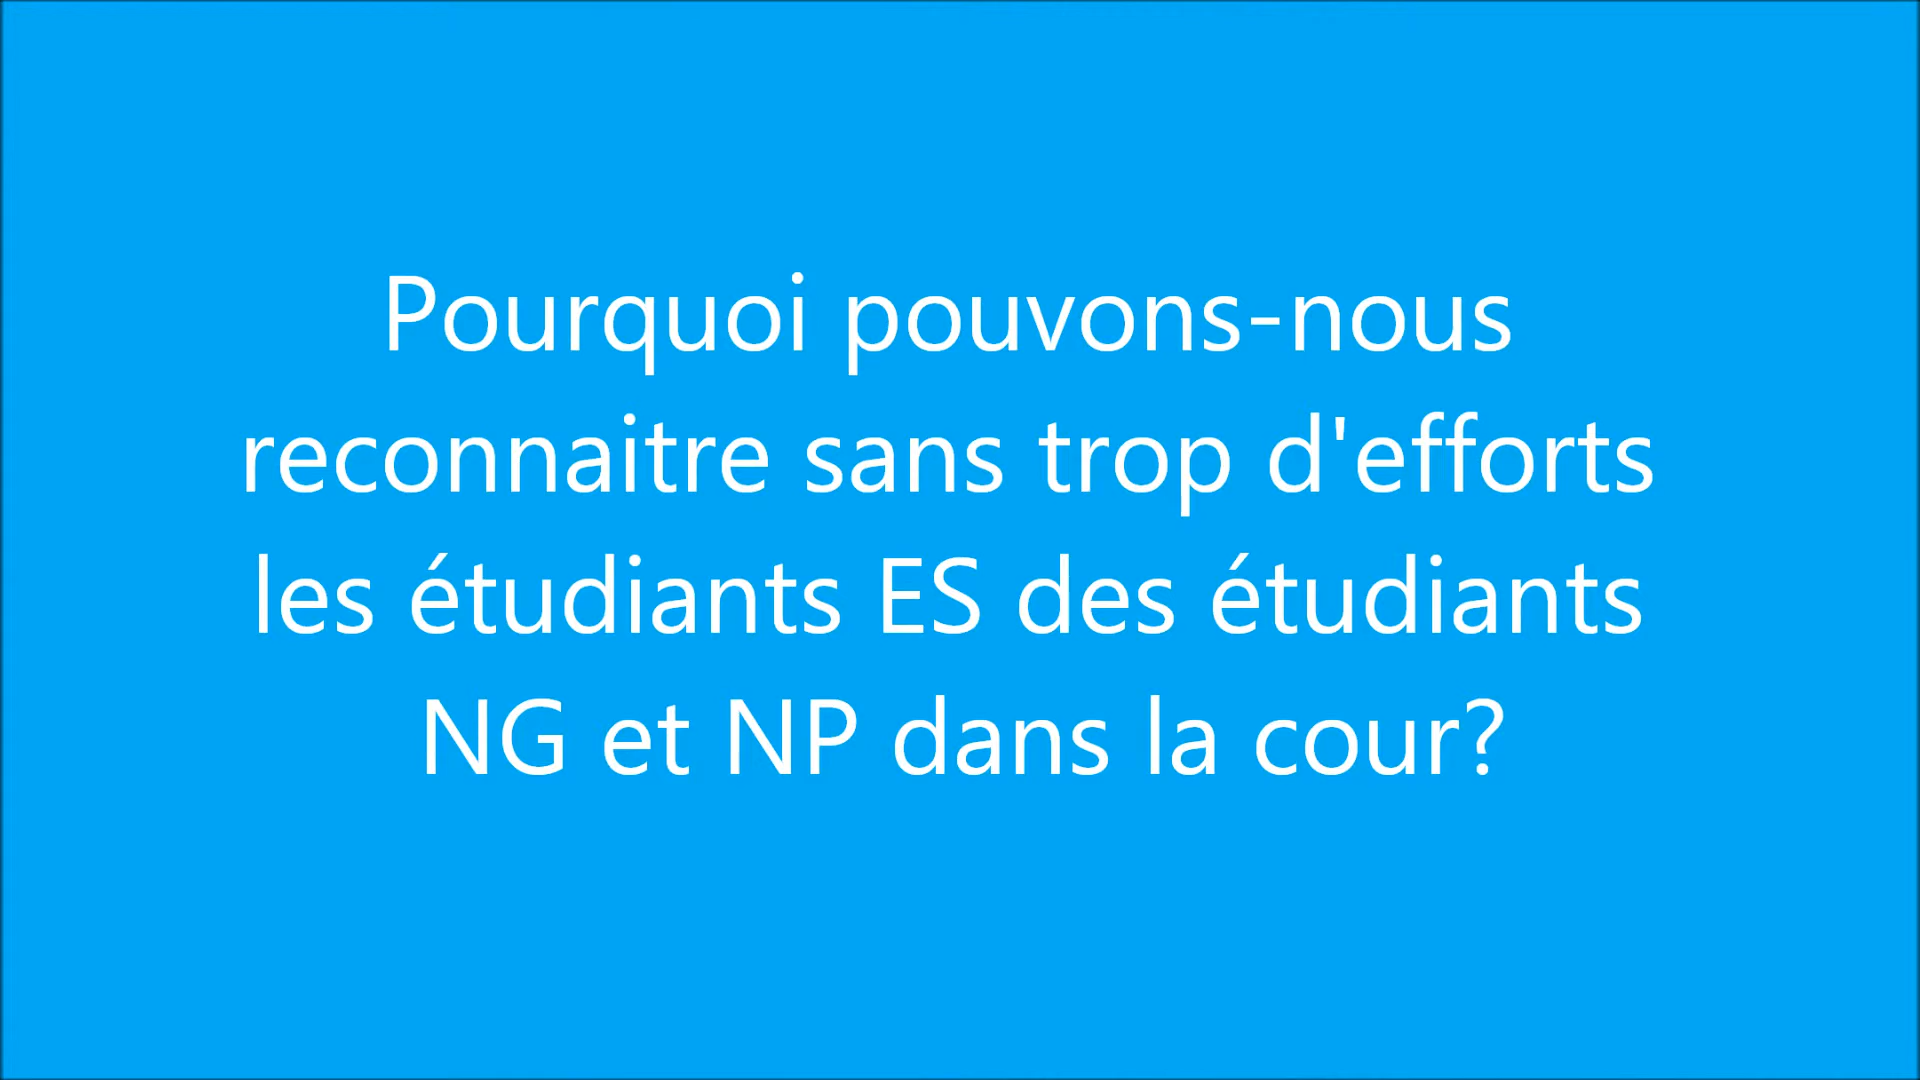 Pourquoi pouvons-nous
reconnaitre sans trop d'efforts
les étudiants ES des étudiants
NG et NP dans la cour?